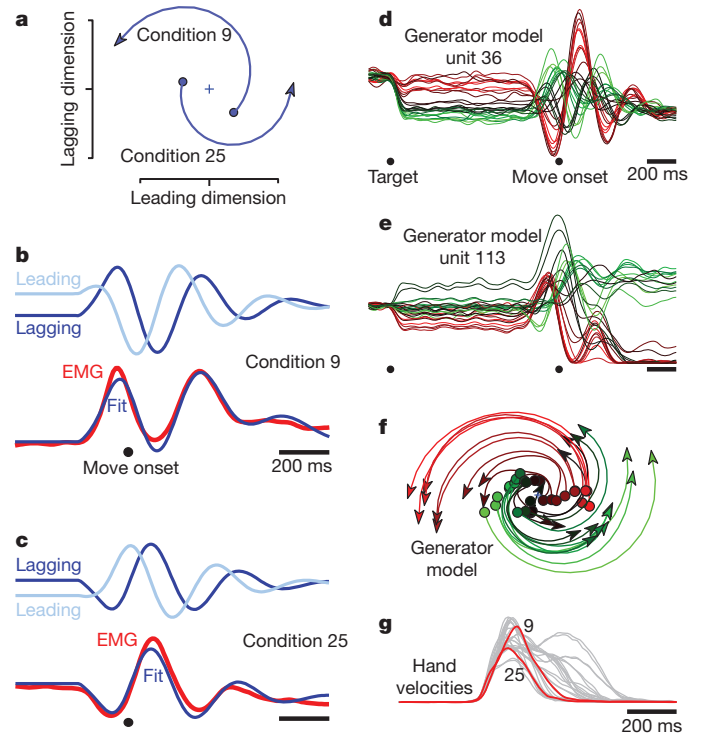 a
Condition 9
Lagging dimension
Condition 25
Leading dimension
b
Leading
Lagging
Condition 9
EMG
Fit
Move onset
200 ms
c
Lagging
Leading
Condition 25
EMG
Fit
d
Generator model
unit 36
Target
Move onset
200 ms
e
Generator model
unit 113
f
Generator
model
g
9
Hand
velocities
25
200 ms